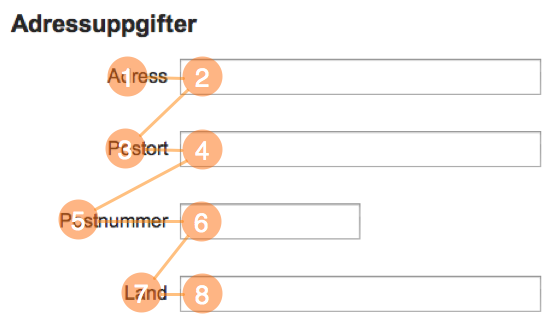 Adressuppgifter
Adress
1 2
Postort
3 4
Postnummer
5 6
Land
7 8